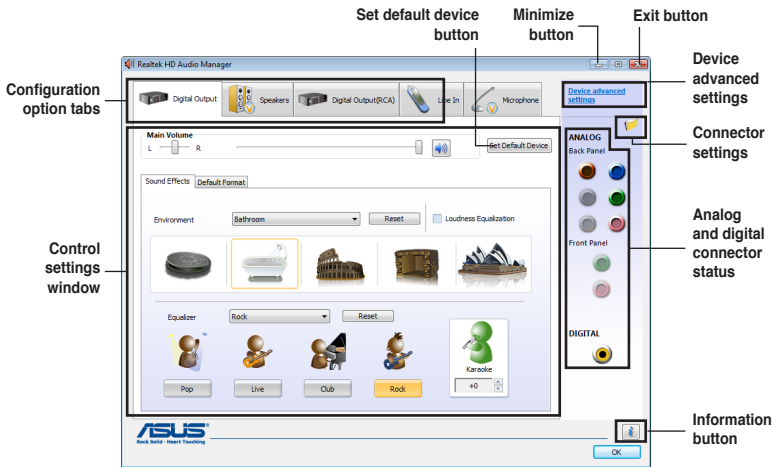 Set default device
button
Minimize
button
Exit button
Configuration
option tabs
Control
settings
window
Device
advanced
settings
Connector
settings
Analog
and digital
connector
status
Information
button
Realtek HD Audio Manager
Digital Output
Speakers
Digital Output(RCA)
Line In
Microphone
Device advanced
settings
Main Volume
L
R
Set Default Device
ANALOG
Back Panel
Sound Effects
Default Format
Environment
Bathroom
Reset
Loudness Equalization
Front Panel
Equalizer
Rock
Reset
Pop
Live
Club
Rock
Karaoke
+0
DIGITAL
ASUS
Rock Solid · Heart Touching
i
OK